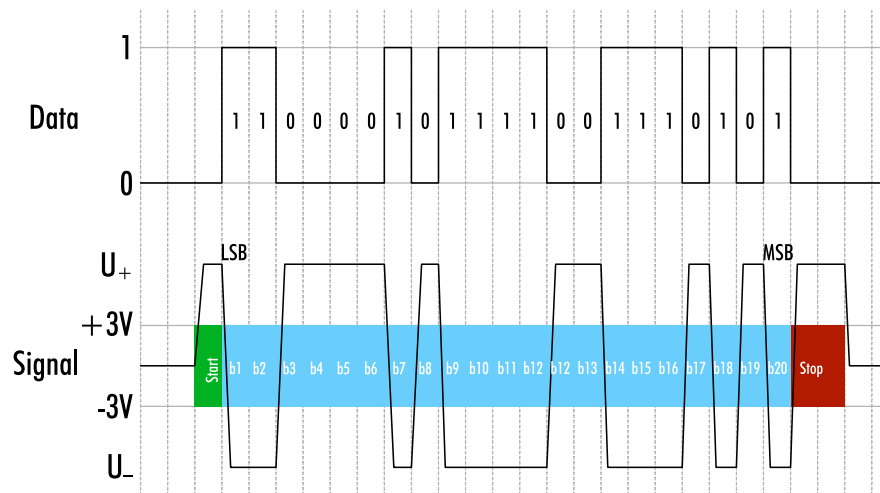 1
Data 1 1 0 0 0 0 1 0 1 1 1 1 0 0 1 1 1 0 1 0 1
0
LSB MSB
U+
+3V
Signal Start b1 b2 b3 b4 b5 b6 b7 b8 b9 b10 b11 b12 b12 b13 b14 b15 b16 b17 b18 b19 b20 Stop
-3V
U−